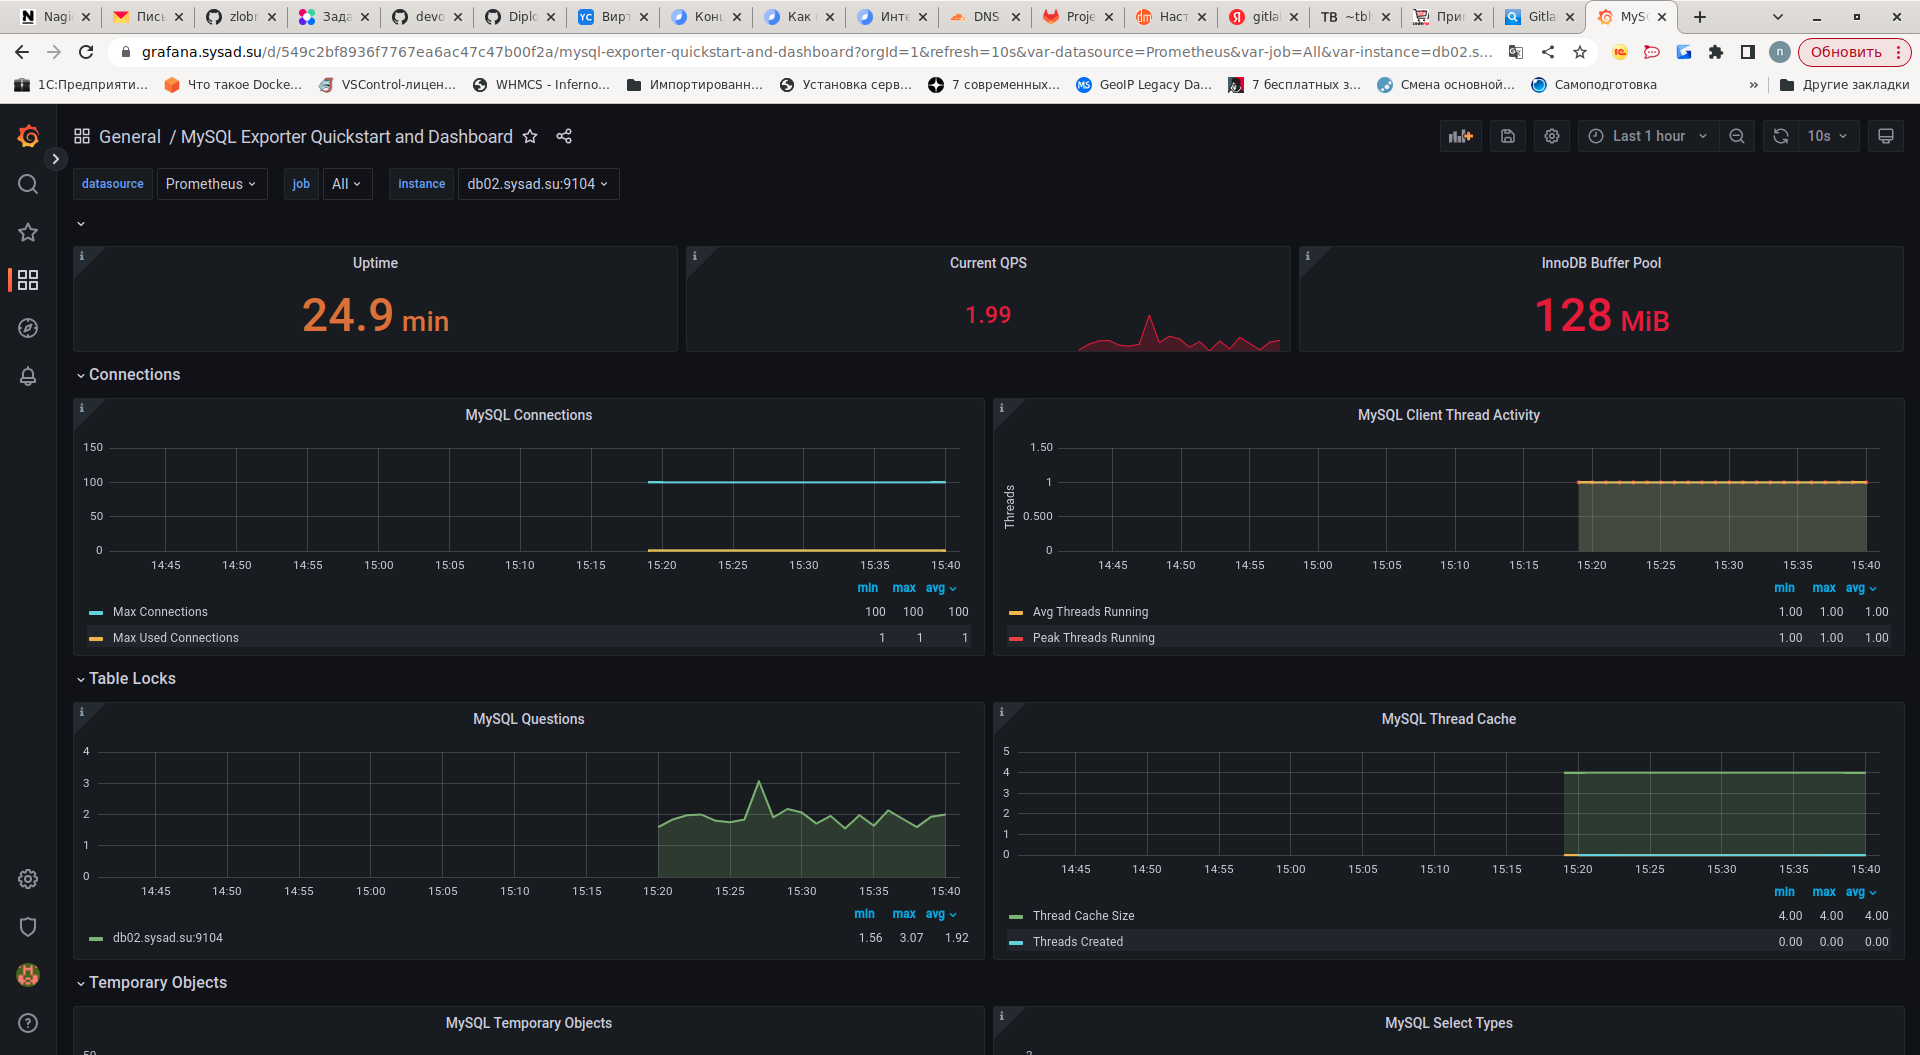 Nagi
Пись
zlobr
Зада
devo
Diplo
Вирт
Конц
Как
Инте
DNS
Proje
Наст
gitla
~tbl
При
Gitla
MyS
grafana.sysad.su/d/549c2bf8936f7767ea6ac47c47b00f2a/mysql-exporter-quickstart-and-dashboard?orgId=1&refresh=10s&var-datasource=Prometheus&var-job=All&var-instance=db02.s...
n
Обновить
1С:Предприяти...
Что такое Docke...
VSControl-лицен...
WHMCS - Inferno...
Импортированн...
Установка серв...
7 современных...
GeoIP Legacy Da...
7 бесплатных з...
Смена основной...
Самоподготовка
»
Другие закладки
General / MySQL Exporter Quickstart and Dashboard
Last 1 hour
10s
datasource Prometheus
job All
instance db02.sysad.su:9104
Uptime
24.9 min
Current QPS
1.99
InnoDB Buffer Pool
128 MiB
Connections
MySQL Connections
150
100
50
0
14:45 14:50 14:55 15:00 15:05 15:10 15:15 15:20 15:25 15:30 15:35 15:40
min max avg
Max Connections 100 100 100
Max Used Connections 1 1 1
MySQL Client Thread Activity
Threads
1.50
1
0.500
0
14:45 14:50 14:55 15:00 15:05 15:10 15:15 15:20 15:25 15:30 15:35 15:40
min max avg
Avg Threads Running 1.00 1.00 1.00
Peak Threads Running 1.00 1.00 1.00
Table Locks
MySQL Questions
4
3
2
1
0
14:45 14:50 14:55 15:00 15:05 15:10 15:15 15:20 15:25 15:30 15:35 15:40
min max avg
db02.sysad.su:9104 1.56 3.07 1.92
MySQL Thread Cache
5
4
3
2
1
0
14:45 14:50 14:55 15:00 15:05 15:10 15:15 15:20 15:25 15:30 15:35 15:40
min max avg
Thread Cache Size 4.00 4.00 4.00
Threads Created 0.00 0.00 0.00
Temporary Objects
MySQL Temporary Objects
50
MySQL Select Types